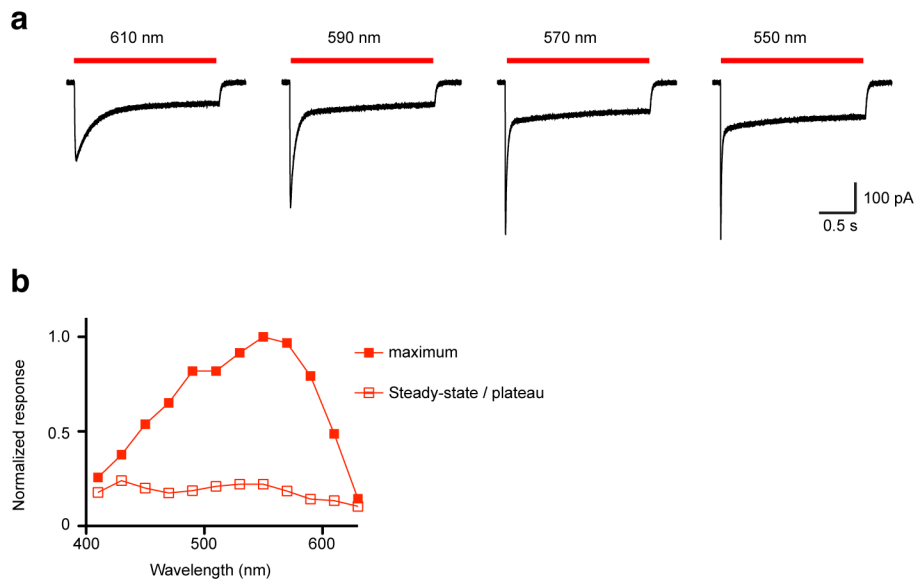 a
610 nm
590 nm
570 nm
550 nm
100 pA
0.5 s
b
Normalized response
1.0
0.5
0
400
500
600
Wavelength (nm)
maximum
Steady-state / plateau